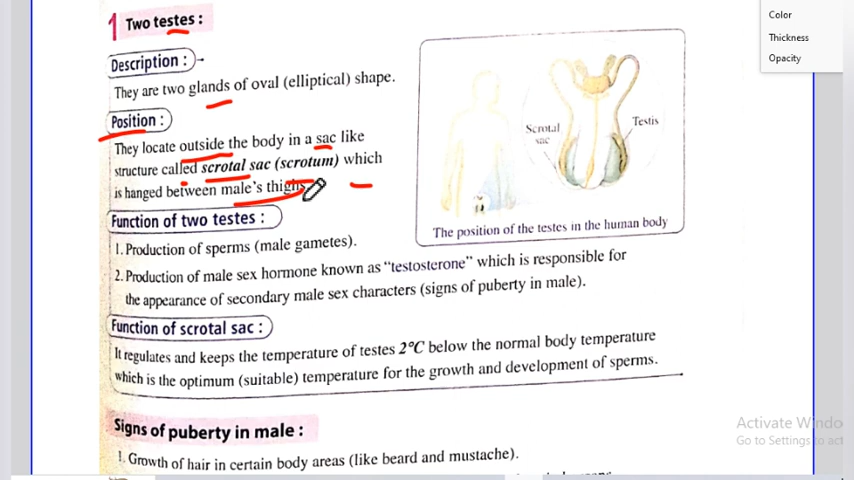 Color
Thickness
Opacity
1 Two testes :
Description :
They are two glands of oval (elliptical) shape.
Position :
They locate outside the body in a sac like
structure called scrotal sac (scrotum) which
is hanged between male's thighs
Scrotal
sac
Testis
The position of the testes in the human body
Function of two testes :
1. Production of sperms (male gametes).
2. Production of male sex hormone known as "testosterone" which is responsible for
the appearance of secondary male sex characters (signs of puberty in male).
Function of scrotal sac :
It regulates and keeps the temperature of testes 2°C below the normal body temperature
which is the optimum (suitable) temperature for the growth and development of sperms.
Signs of puberty in male :
1. Growth of hair in certain body areas (like beard and mustache).
Activate Windo
Go to Settings to act